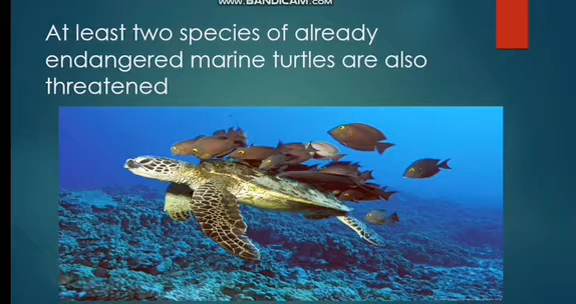 www.BANDICAM.com
At least two species of already
endangered marine turtles are also
threatened